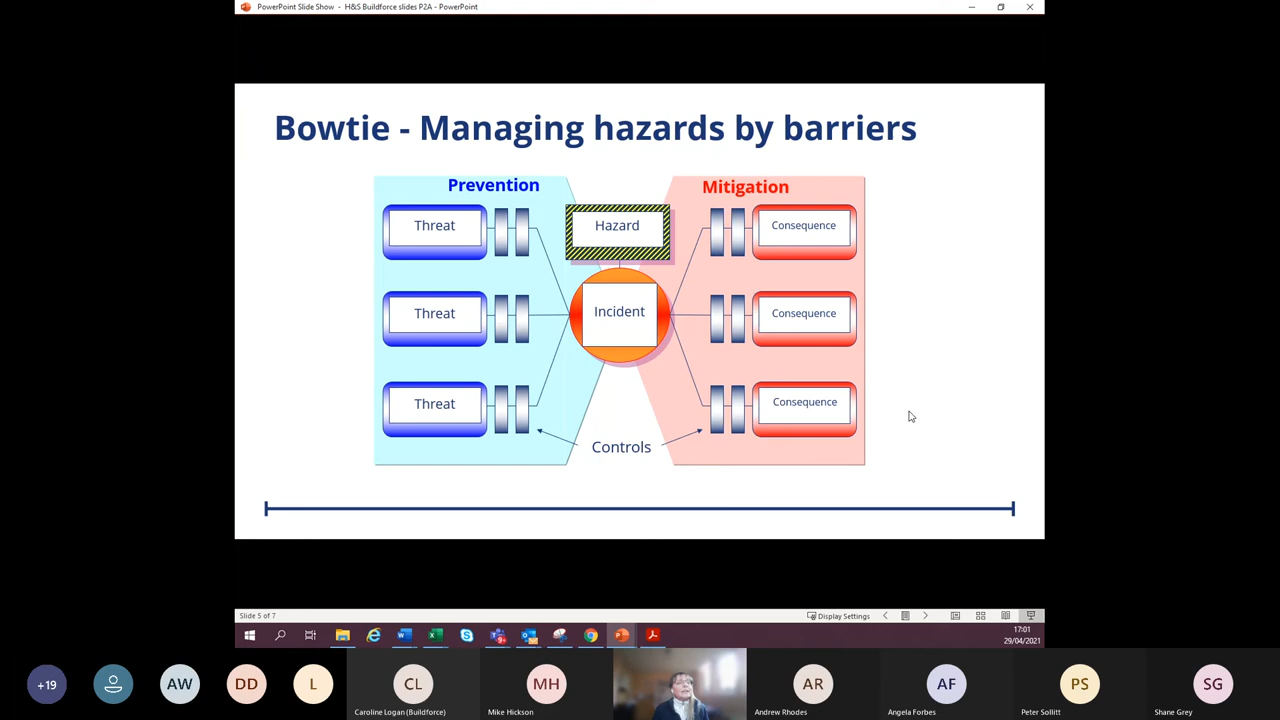 PowerPoint Slide Show - H&S Buildforce slides P2A - PowerPoint
Bowtie - Managing hazards by barriers
Prevention
Mitigation
Threat
Hazard
Consequence
Threat
Incident
Consequence
Threat
Consequence
Controls
Slide 5 of 7
Display Settings
17:01
29/04/2021
+19
AW
DD
L
CL
MH
AR
AF
PS
SG
Caroline Logan (Buildforce)
Mike Hickson
Andrew Rhodes
Angela Forbes
Peter Sollitt
Shane Grey